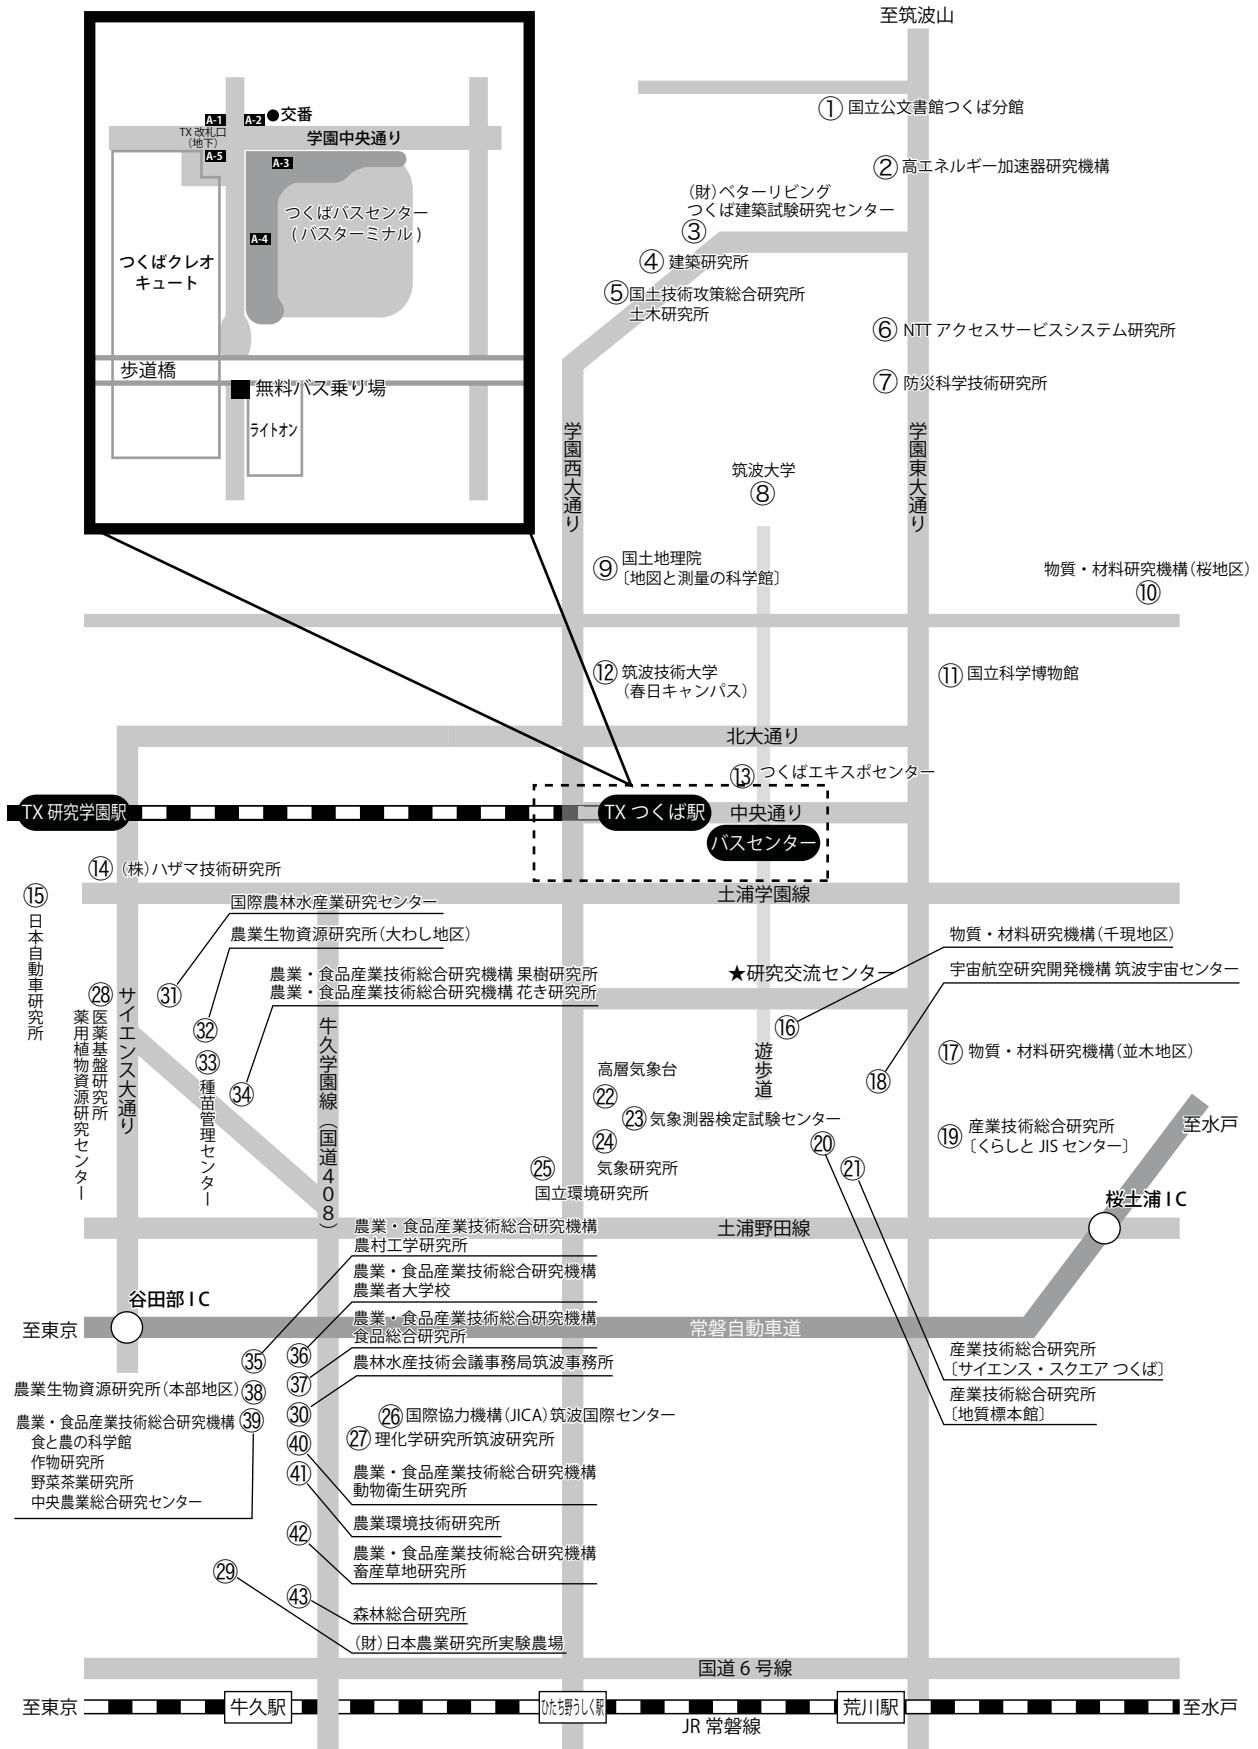 至筑波山
A-1
A-2
●交番
TX 改札口
(地下)
学園中央通り
A-5
A-3
A-4
つくばバスセンター
(バスターミナル)
つくばクレオ
キュート
歩道橋
無料バス乗り場
ライトオン
① 国立公文書館つくば分館
② 高エネルギー加速器研究機構
(財)ベターリビング
つくば建築試験研究センター
③
④ 建築研究所
⑤ 国土技術攻策総合研究所
土木研究所
⑥ NTT アクセスサービスシステム研究所
⑦ 防災科学技術研究所
学園西大通り
学園東大通り
筑波大学
⑧
⑨ 国土地理院
〔地図と測量の科学館〕
物質・材料研究機構(桜地区)
⑩
⑫ 筑波技術大学
(春日キャンパス)
⑪ 国立科学博物館
北大通り
⑬ つくばエキスポセンター
TX 研究学園駅
TX つくば駅
中央通り
バスセンター
⑭ (株)ハザマ技術研究所
土浦学園線
⑮ 日本自動車研究所
国際農林水産業研究センター
㉛
農業生物資源研究所(大わし地区)
㉜
農業・食品産業技術総合研究機構 果樹研究所
農業・食品産業技術総合研究機構 花き研究所
㉞
㉘ 医薬基盤研究所
薬用植物資源研究センター
サイエンス大通り
㉝ 種苗管理センター
牛久学園線(国道408)
★研究交流センター
物質・材料研究機構(千現地区)
⑯
宇宙航空研究開発機構 筑波宇宙センター
⑱
遊歩道
⑰ 物質・材料研究機構(並木地区)
高層気象台
㉒
㉓ 気象測器検定試験センター
㉔
気象研究所
㉕
国立環境研究所
⑳
㉑
⑲ 産業技術総合研究所
〔くらしと JIS センター〕
至水戸
桜土浦 I C
土浦野田線
農業・食品産業技術総合研究機構
農村工学研究所
農業・食品産業技術総合研究機構
農業者大学校
谷田部 I C
至東京
常磐自動車道
農業・食品産業技術総合研究機構
食品総合研究所
㉟
㊱
農林水産技術会議事務局筑波事務所
㊲
㉚
産業技術総合研究所
〔サイエンス・スクエア つくば〕
産業技術総合研究所
〔地質標本館〕
農業生物資源研究所(本部地区) ㊳
農業・食品産業技術総合研究機構 ㊴
食と農の科学館
作物研究所
野菜茶業研究所
中央農業総合研究センター
㉖ 国際協力機構(JICA)筑波国際センター
㉗ 理化学研究所筑波研究所
㊵
農業・食品産業技術総合研究機構
動物衛生研究所
㊶
農業環境技術研究所
㊷
農業・食品産業技術総合研究機構
畜産草地研究所
㉙
㊸
森林総合研究所
(財)日本農業研究所実験農場
国道 6 号線
至東京
牛久駅
ひたち野うしく駅
荒川駅
至水戸
JR 常磐線